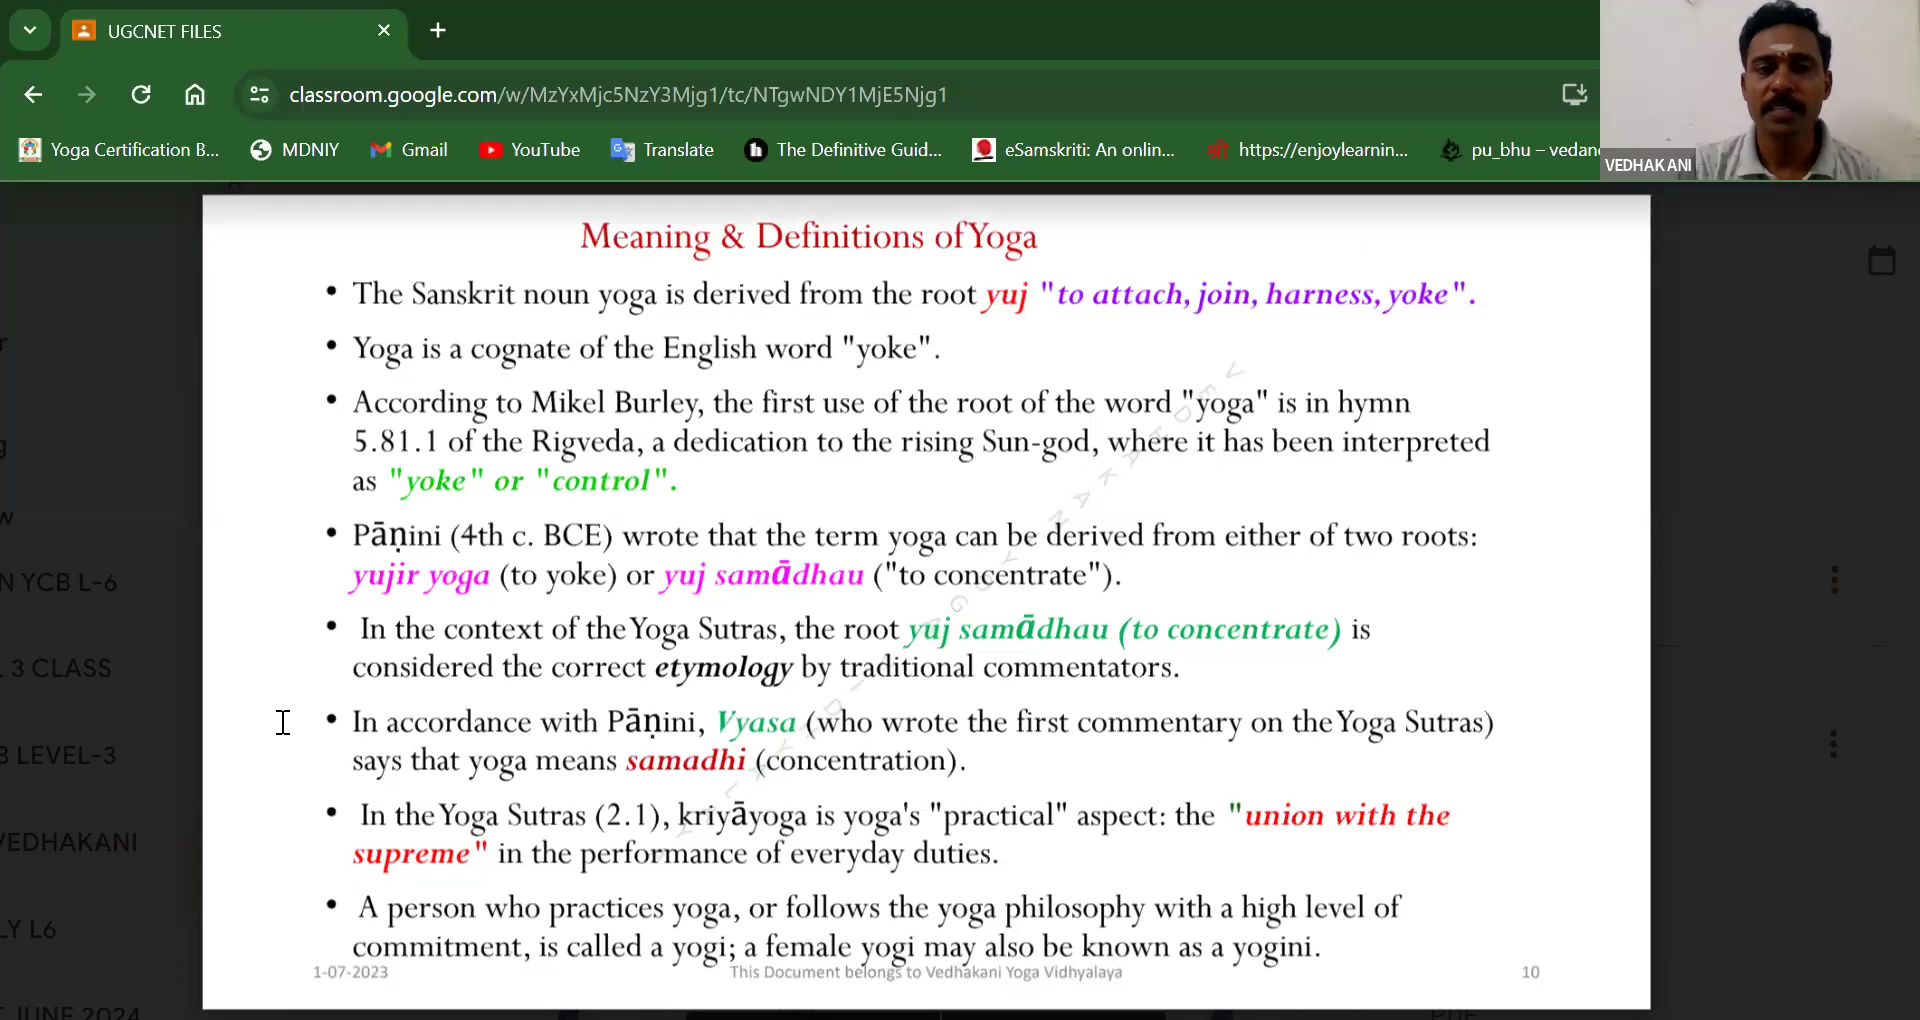 UGCNET FILES
classroom.google.com/w/MzYxMjc5NzY3Mjg1/tc/NTgwNDY1MjE5Njg1
Yoga Certification B... MDNIY Gmail YouTube Translate The Definitive Guid... eSamskriti: An onlin... श्री https://enjoylearnin... pu_bhu – vedan
VEDHAKANI
Meaning & Definitions of Yoga
• The Sanskrit noun yoga is derived from the root yuj "to attach, join, harness, yoke".
• Yoga is a cognate of the English word "yoke".
• According to Mikel Burley, the first use of the root of the word "yoga" is in hymn
5.81.1 of the Rigveda, a dedication to the rising Sun-god, where it has been interpreted
as "yoke" or "control".
• Pāṇini (4th c. BCE) wrote that the term yoga can be derived from either of two roots:
yujir yoga (to yoke) or yuj samādhau ("to concentrate").
• In the context of the Yoga Sutras, the root yuj samādhau (to concentrate) is
considered the correct etymology by traditional commentators.
• In accordance with Pāṇini, Vyasa (who wrote the first commentary on the Yoga Sutras)
says that yoga means samadhi (concentration).
• In the Yoga Sutras (2.1), kriyāyoga is yoga's "practical" aspect: the "union with the
supreme" in the performance of everyday duties.
• A person who practices yoga, or follows the yoga philosophy with a high level of
commitment, is called a yogi; a female yogi may also be known as a yogini.
1-07-2023 This Document belongs to Vedhakani Yoga Vidhyalaya 10
N YCB L-6
L 3 CLASS
B LEVEL-3
VEDHAKANI
LY L6
JUNE 2024